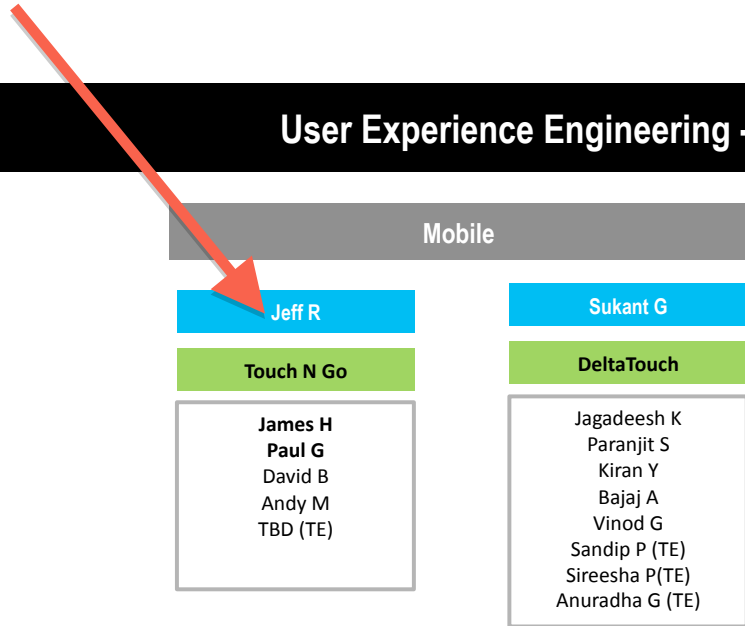 User Experience Engineering -
Mobile
Jeff R
Touch N Go
James H
Paul G
David B
Andy M
TBD (TE)
Sukant G
DeltaTouch
Jagadeesh K
Paranjit S
Kiran Y
Bajaj A
Vinod G
Sandip P (TE)
Sireesha P(TE)
Anuradha G (TE)